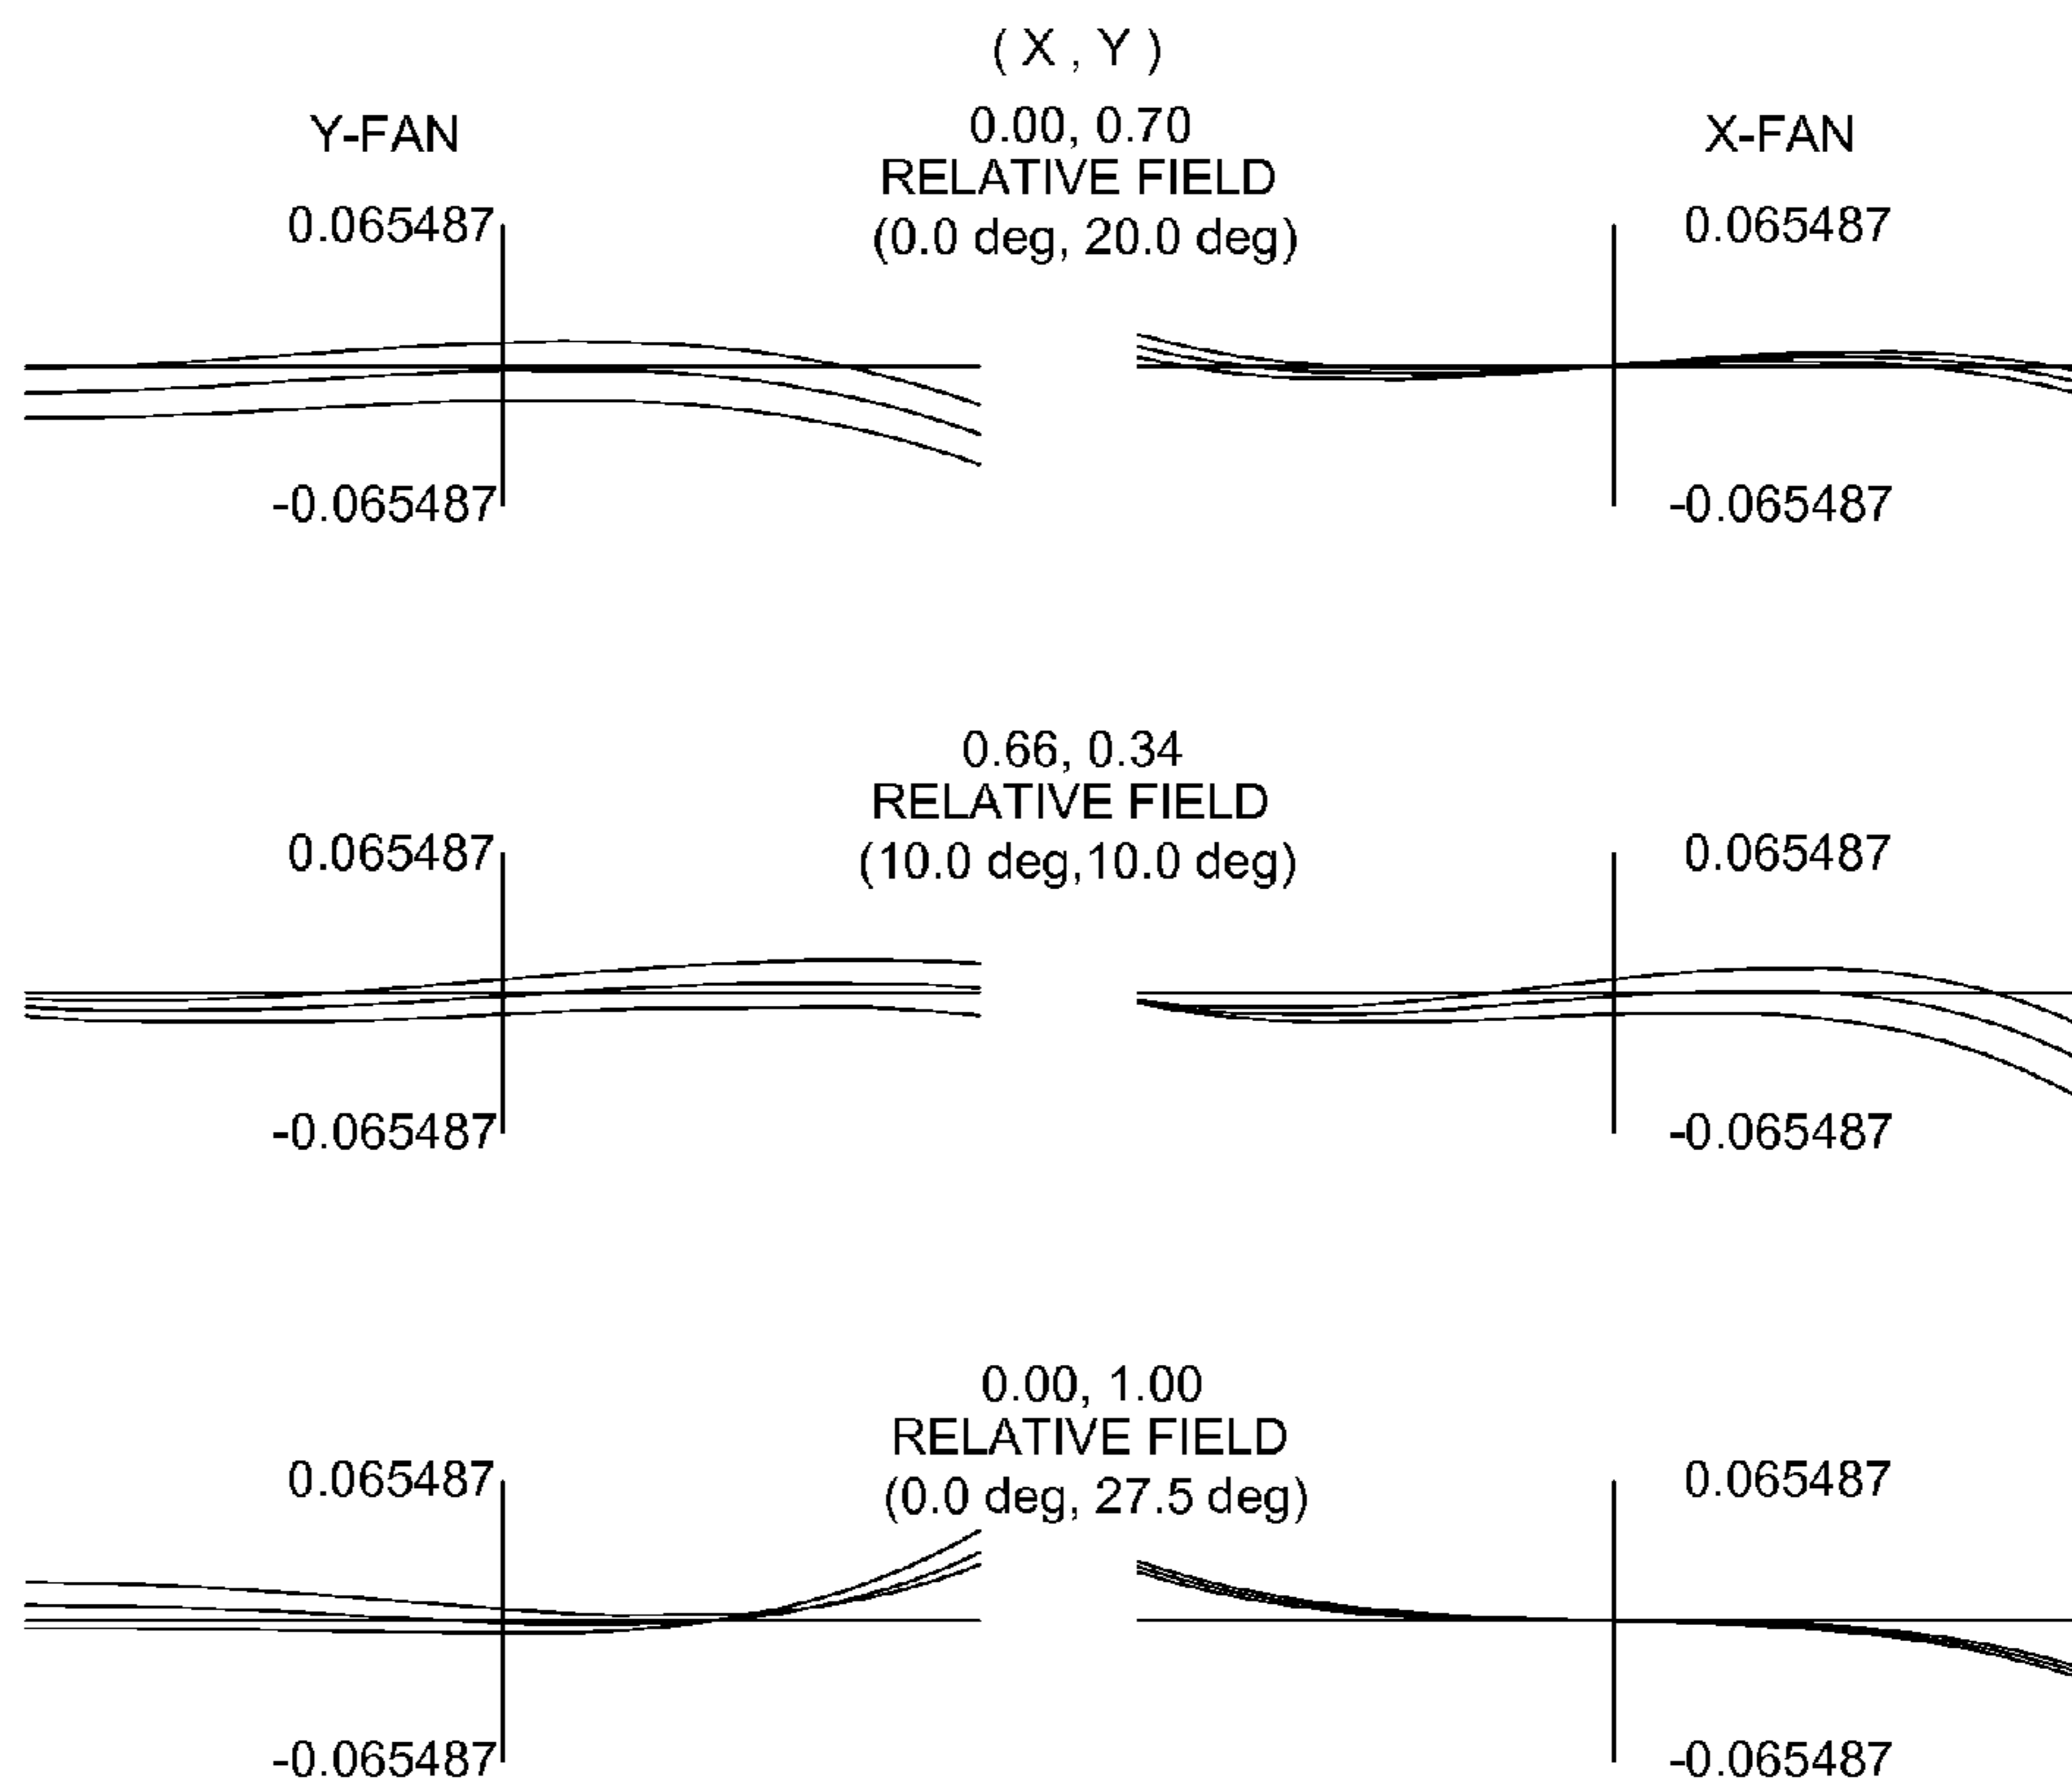 ( X , Y )
Y-FAN
0.00, 0.70
X-FAN
RELATIVE FIELD
0.065487
(0.0 deg, 20.0 deg)
0.065487
-0.065487
-0.065487
0.66, 0.34
RELATIVE FIELD
0.065487
(10.0 deg,10.0 deg)
0.065487
-0.065487
-0.065487
0.00, 1.00
RELATIVE FIELD
0.065487
(0.0 deg, 27.5 deg)
0.065487
-0.065487
-0.065487